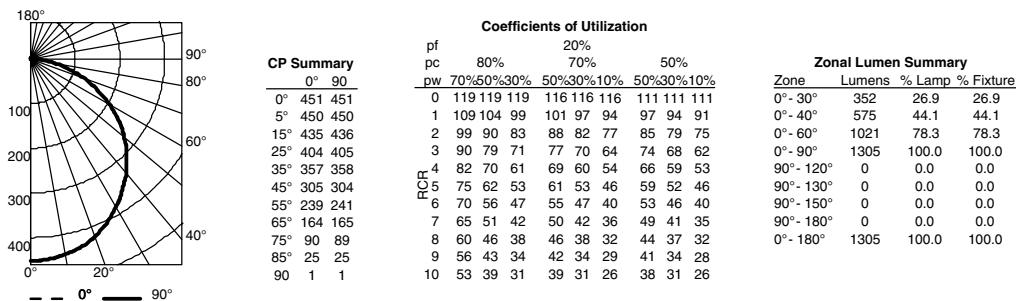 180°
90°
80°
100
60°
200
300
40°
400
0° 20°
0° 90°
CP Summary
0° 90
0° 451 451
5° 450 450
15° 435 436
25° 404 405
35° 357 358
45° 305 304
55° 239 241
65° 164 165
75° 90 89
85° 25 25
90 1 1
Coefficients of Utilization
pf 20%
pc 80% 70% 50%
pw 70%50%30% 50%30%10% 50%30%10%
RCR
0 119 119 119 116 116 116 111 111 111
1 109 104 99 101 97 94 97 94 91
2 99 90 83 88 82 77 85 79 75
3 90 79 71 77 70 64 74 68 62
4 82 70 61 69 60 54 66 59 53
5 75 62 53 61 53 46 59 52 46
6 70 56 47 55 47 40 53 46 40
7 65 51 42 50 42 36 49 41 35
8 60 46 38 46 38 32 44 37 32
9 56 43 34 42 34 29 41 34 28
10 53 39 31 39 31 26 38 31 26
Zonal Lumen Summary
Zone Lumens % Lamp % Fixture
0°- 30° 352 26.9 26.9
0°- 40° 575 44.1 44.1
0°- 60° 1021 78.3 78.3
0°- 90° 1305 100.0 100.0
90°- 120° 0 0.0 0.0
90°- 130° 0 0.0 0.0
90°- 150° 0 0.0 0.0
90°- 180° 0 0.0 0.0
0°- 180° 1305 100.0 100.0